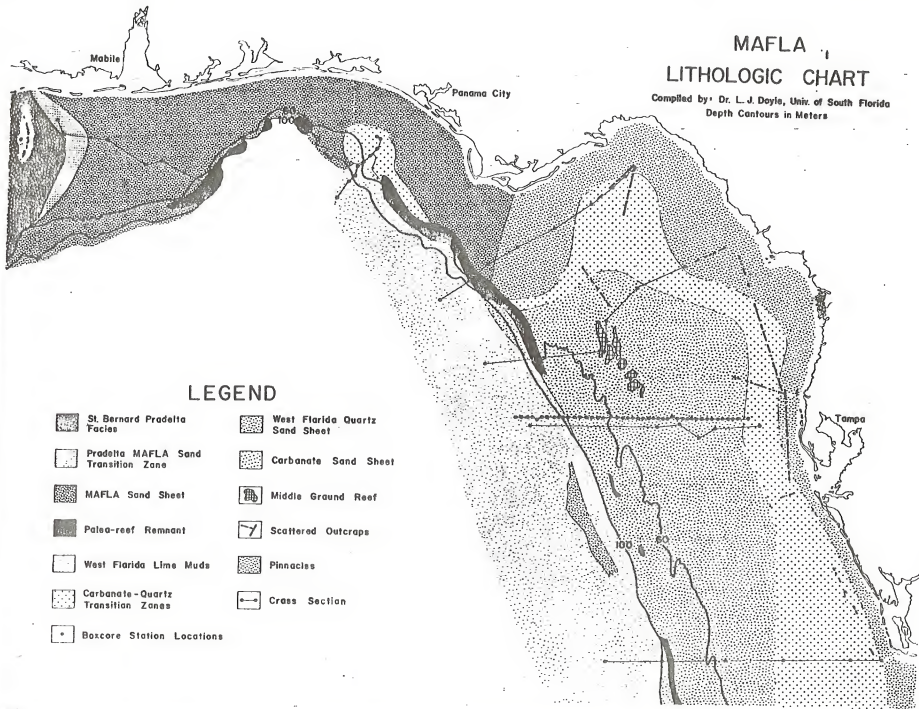 MAFLA
LITHOLOGIC CHART
Compiled by: Dr. L. J. Doyle, Univ. of South Florida
Depth Contours in Meters
Mabile
Panama City
60
100
Tampa
100
60
LEGEND
St. Bernard Pradelta
Facies
Pradelta MAFLA Sand
Transition Zone
MAFLA Sand Sheet
Palea-reef Remnant
West Florida Lime Muds
Carbanate-Quartz
Transition Zones
Boxcore Station Locations
West Florida Quartz
Sand Sheet
Carbanate Sand Sheet
Middle Ground Reef
Scattered Outcraps
Pinnacles
Crass Section